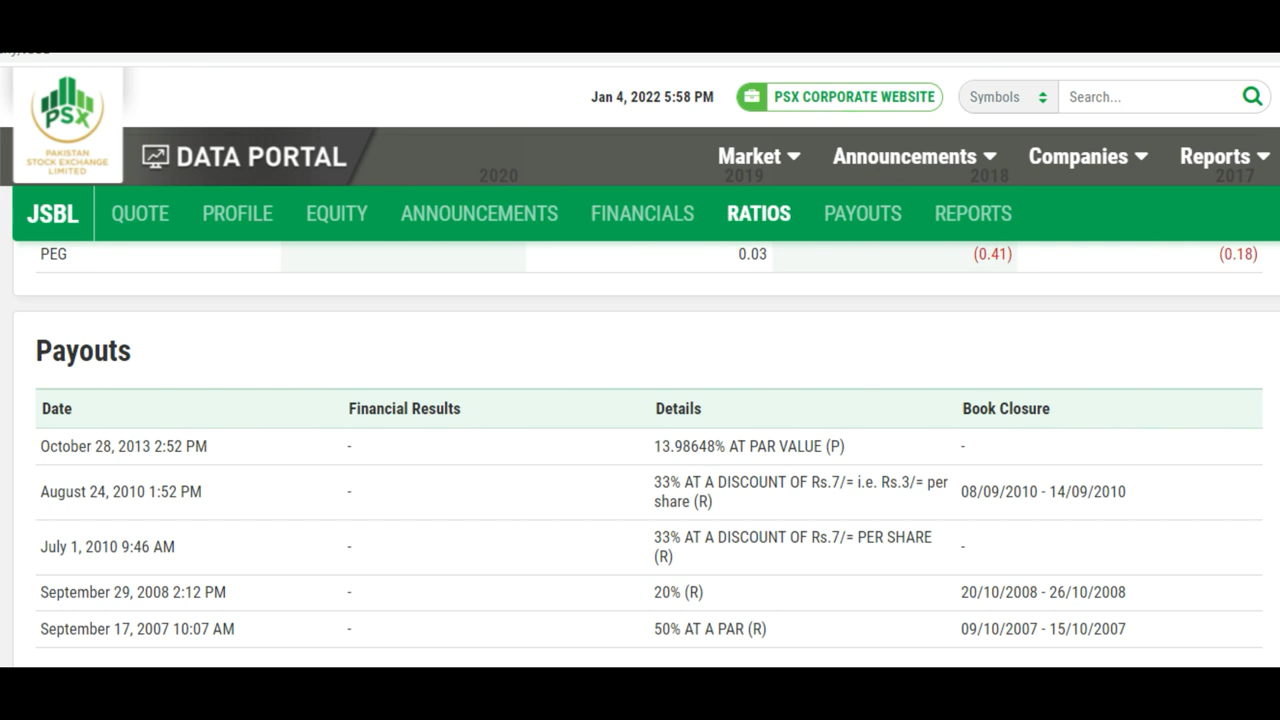 Jan 4, 2022 5:58 PM
PSX CORPORATE WEBSITE
Symbols
Search...
PSX
PAKISTAN
STOCK EXCHANGE
LIMITED
DATA PORTAL
Market
Announcements
Companies
Reports
2020 2019 2018 2017
JSBL QUOTE PROFILE EQUITY ANNOUNCEMENTS FINANCIALS RATIOS PAYOUTS REPORTS
PEG 0.03 (0.41) (0.18)
Payouts
Date Financial Results Details Book Closure
October 28, 2013 2:52 PM - 13.98648% AT PAR VALUE (P) -
August 24, 2010 1:52 PM - 33% AT A DISCOUNT OF Rs.7/= i.e. Rs.3/= per
share (R) 08/09/2010 - 14/09/2010
July 1, 2010 9:46 AM - 33% AT A DISCOUNT OF Rs.7/= PER SHARE
(R) -
September 29, 2008 2:12 PM - 20% (R) 20/10/2008 - 26/10/2008
September 17, 2007 10:07 AM - 50% AT A PAR (R) 09/10/2007 - 15/10/2007